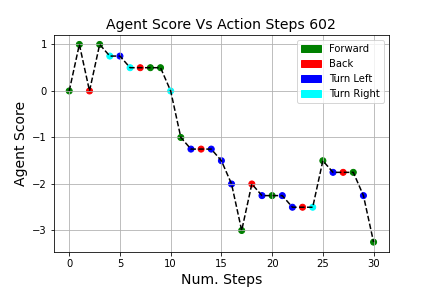 Agent Score Vs Action Steps 602
Agent Score
1
0
−1
−2
−3
Forward
Back
Turn Left
Turn Right
0 5 10 15 20 25 30
Num. Steps